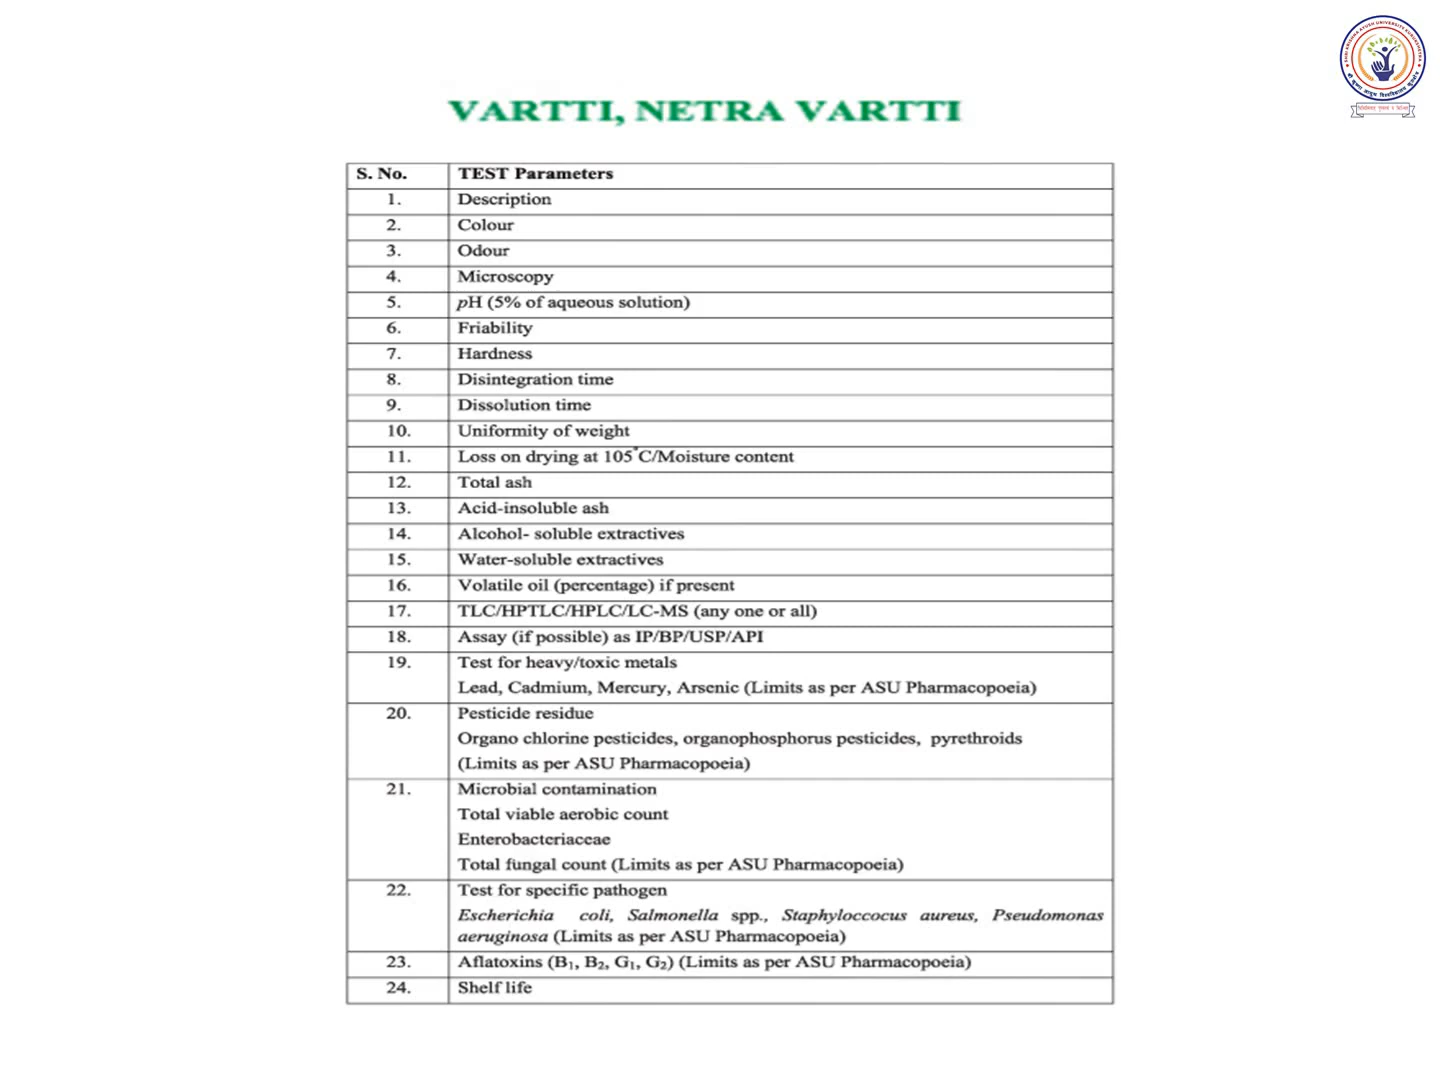 SHRI KRISHNA AYUSH UNIVERSITY KURUKSHETRA
VARTTI, NETRA VARTTI
S. No. TEST Parameters
1. Description
2. Colour
3. Odour
4. Microscopy
5. pH (5% of aqueous solution)
6. Friability
7. Hardness
8. Disintegration time
9. Dissolution time
10. Uniformity of weight
11. Loss on drying at 105°C/Moisture content
12. Total ash
13. Acid-insoluble ash
14. Alcohol- soluble extractives
15. Water-soluble extractives
16. Volatile oil (percentage) if present
17. TLC/HPTLC/HPLC/LC-MS (any one or all)
18. Assay (if possible) as IP/BP/USP/API
19. Test for heavy/toxic metals
Lead, Cadmium, Mercury, Arsenic (Limits as per ASU Pharmacopoeia)
20. Pesticide residue
Organo chlorine pesticides, organophosphorus pesticides, pyrethroids
(Limits as per ASU Pharmacopoeia)
21. Microbial contamination
Total viable aerobic count
Enterobacteriaceae
Total fungal count (Limits as per ASU Pharmacopoeia)
22. Test for specific pathogen
Escherichia coli, Salmonella spp., Staphyloccocus aureus, Pseudomonas
aeruginosa (Limits as per ASU Pharmacopoeia)
23. Aflatoxins (B₁, B₂, G₁, G₂) (Limits as per ASU Pharmacopoeia)
24. Shelf life